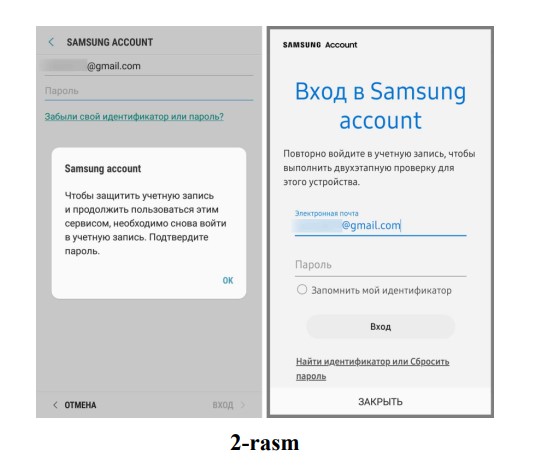 SAMSUNG ACCOUNT
@gmail.com
Пароль
Забыли свой идентификатор или пароль?
Samsung account
Чтобы защитить учетную запись
и продолжить пользоваться этим
сервисом, необходимо снова войти
в учетную запись. Подтвердите
пароль.
ОК
ОТМЕНА
ВХОД
SAMSUNG Account
Вход в Samsung
account
Повторно войдите в учетную запись, чтобы
выполнить двухэтапную проверку для
этого устройства.
Электронная почта
@gmail.com
Пароль
Запомнить мой идентификатор
Вход
Найти идентификатор или Сбросить
пароль
ЗАКРЫТЬ
2-rasm